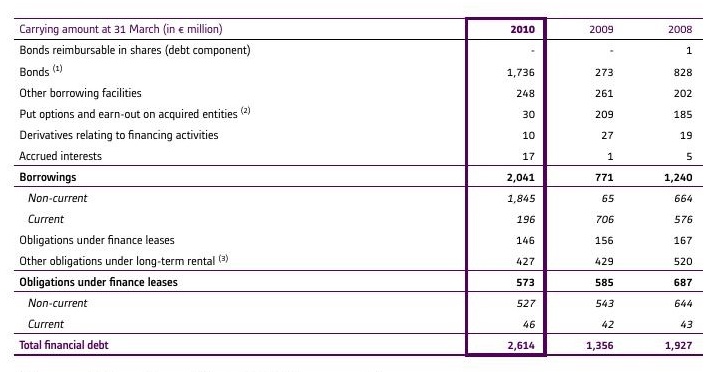 Carrying amount at 31 March (in € million) 2010 2009 2008
Bonds reimbursable in shares (debt component) - - 1
Bonds (1) 1,736 273 828
Other borrowing facilities 248 261 202
Put options and earn-out on acquired entities (2) 30 209 185
Derivatives relating to financing activities 10 27 19
Accrued interests 17 1 5
Borrowings 2,041 771 1,240
Non-current 1,845 65 664
Current 196 706 576
Obligations under finance leases 146 156 167
Other obligations under long-term rental (3) 427 429 520
Obligations under finance leases 573 585 687
Non-current 527 543 644
Current 46 42 43
Total financial debt 2,614 1,356 1,927